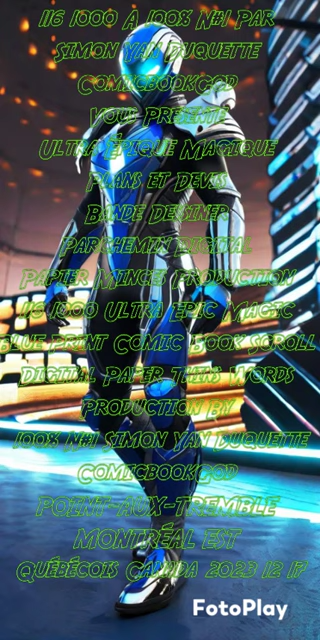 116 1000 A 100% N#1 Par
Simon Yan Duquette
ComicbookGod
Vous Présente
Ultra Épique Magique
Plans et Devis
Bande Dessiner
Parchemin Digital
Papier Minces Production
116 1000 Ultra Epic Magic
Blue Print Comic Book Scroll
Digital Paper Thins Words
Production By
100% N#1 Simon Yan Duquette
ComicbookGod
Point-aux-Tremble
Montréal Est
Québécois Canada 2023 12 17
FotoPlay